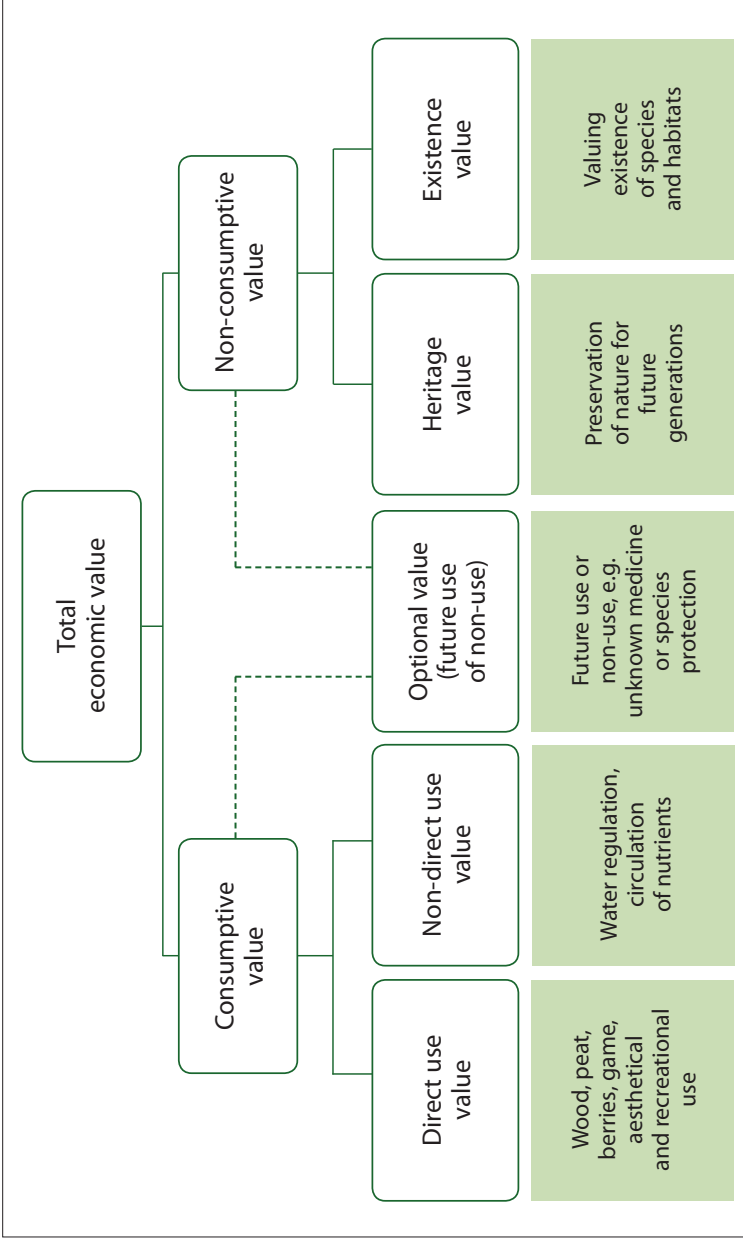 Total
economic value
Consumptive
value
Non-consumptive
value
Direct use
value
Non-direct use
value
Optional value
(future use
of non-use)
Heritage
value
Existence
value
Wood, peat,
berries, game,
aesthetical
and recreational
use
Water regulation,
circulation
of nutrients
Future use or
non-use, e.g.
unknown medicine
or species
protection
Preservation
of nature for
future
generations
Valuing
existence
of species
and habitats